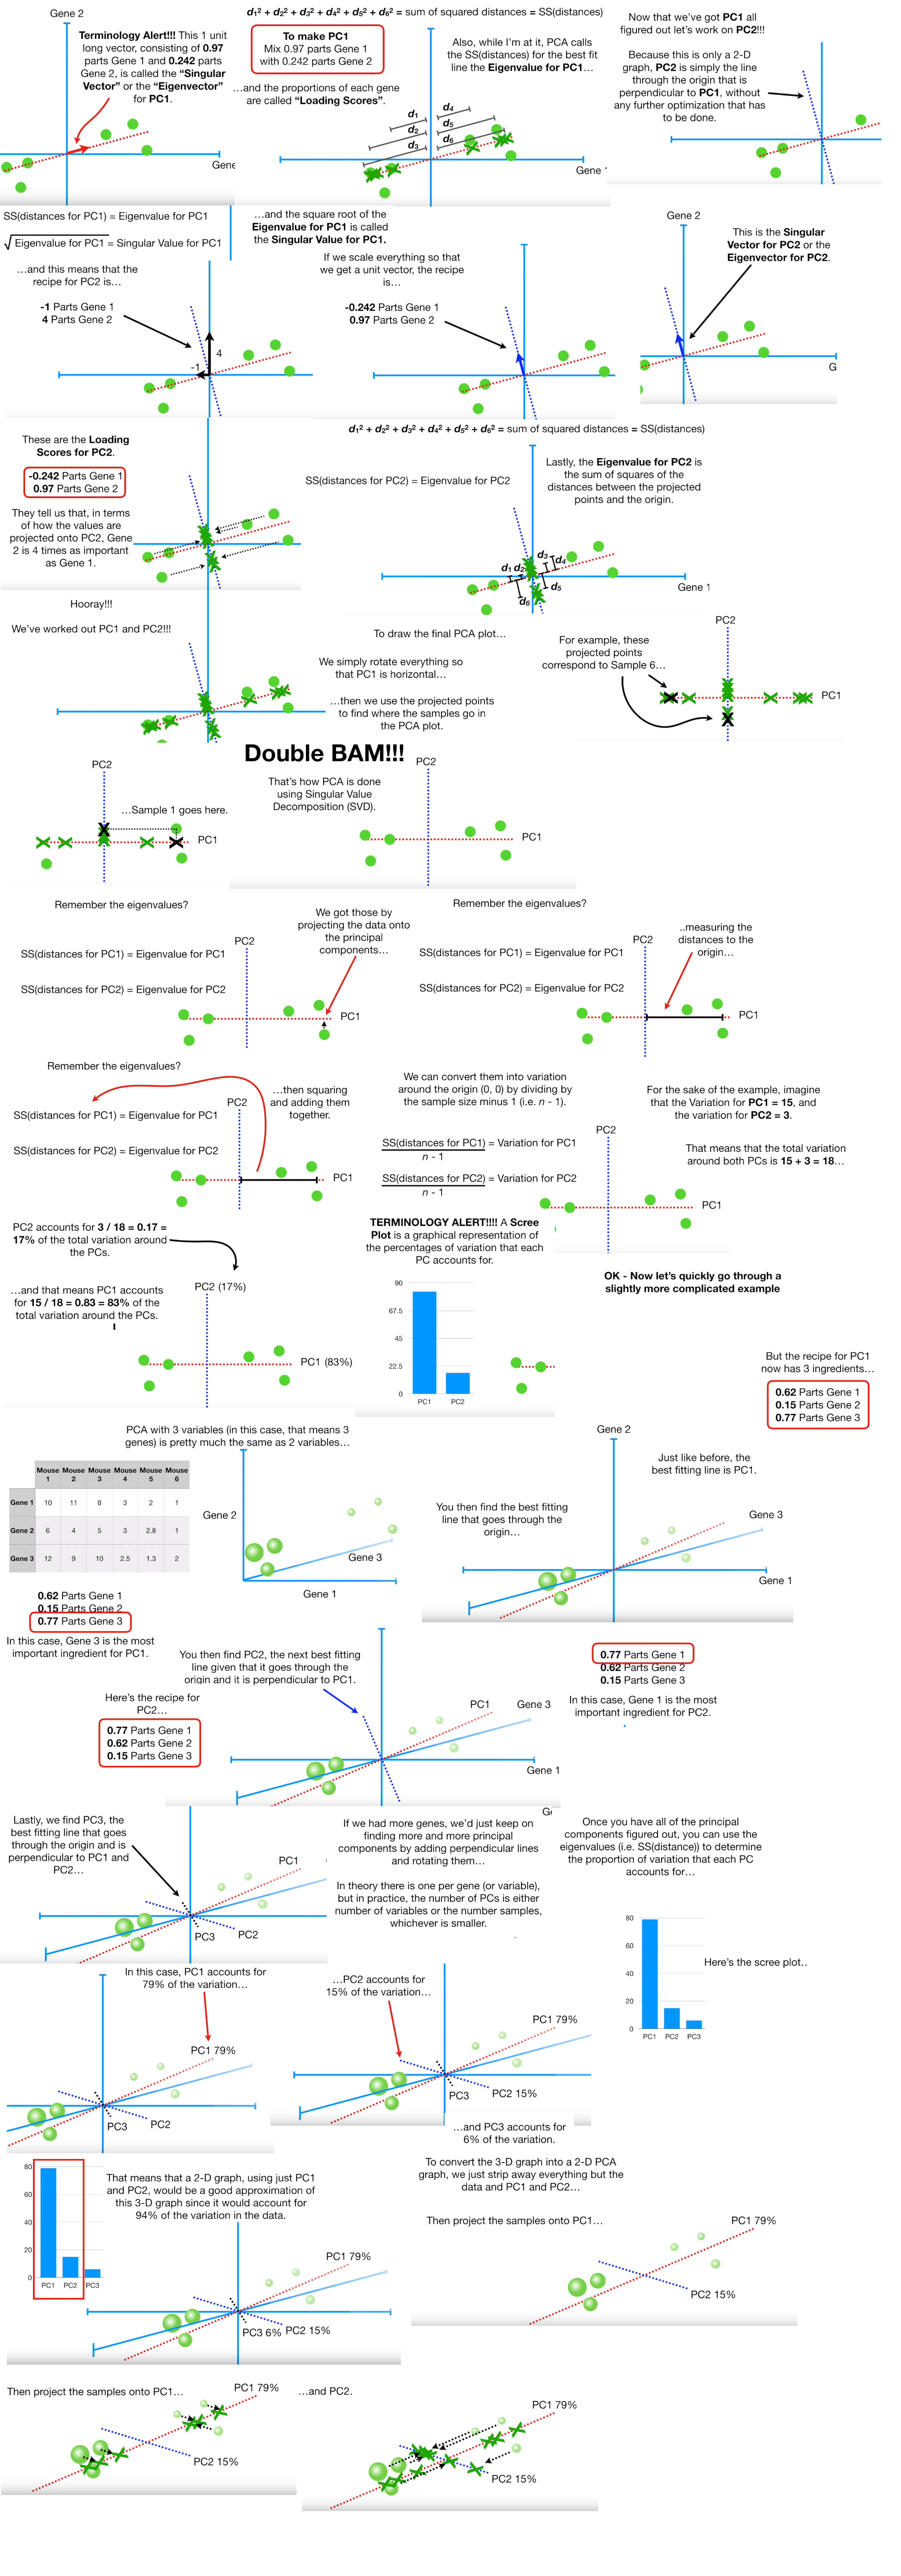 Gene 2
Terminology Alert!!! This 1 unit
long vector, consisting of 0.97
parts Gene 1 and 0.242 parts
Gene 2, is called the “Singular
Vector” or the “Eigenvector”
for PC1.
Gene
d₁² + d₂² + d₃² + d₄² + d₅² + d₆² = sum of squared distances = SS(distances)
To make PC1
Mix 0.97 parts Gene 1
with 0.242 parts Gene 2
…and the proportions of each gene
are called “Loading Scores”.
Also, while I’m at it, PCA calls
the SS(distances) for the best fit
line the Eigenvalue for PC1…
d₁
d₂
d₃
d₄
d₅
d₆
Gene
Now that we’ve got PC1 all
figured out let’s work on PC2!!!
Because this is only a 2-D
graph, PC2 is simply the line
through the origin that is
perpendicular to PC1, without
any further optimization that has
to be done.
SS(distances for PC1) = Eigenvalue for PC1
√Eigenvalue for PC1 = Singular Value for PC1
…and the square root of the
Eigenvalue for PC1 is called
the Singular Value for PC1.
…and this means that the
recipe for PC2 is…
-1 Parts Gene 1
4 Parts Gene 2
4
-1
If we scale everything so that
we get a unit vector, the recipe
is…
-0.242 Parts Gene 1
0.97 Parts Gene 2
Gene 2
This is the Singular
Vector for PC2 or the
Eigenvector for PC2.
G
These are the Loading
Scores for PC2.
-0.242 Parts Gene 1
0.97 Parts Gene 2
They tell us that, in terms
of how the values are
projected onto PC2, Gene
2 is 4 times as important
as Gene 1.
d₁² + d₂² + d₃² + d₄² + d₅² + d₆² = sum of squared distances = SS(distances)
SS(distances for PC2) = Eigenvalue for PC2
Lastly, the Eigenvalue for PC2 is
the sum of squares of the
distances between the projected
points and the origin.
d₁
d₂
d₃
d₄
d₅
d₆
Gene 1
Hooray!!!
We’ve worked out PC1 and PC2!!!
To draw the final PCA plot…
We simply rotate everything so
that PC1 is horizontal…
…then we use the projected points
to find where the samples go in
the PCA plot.
PC2
For example, these
projected points
correspond to Sample 6…
PC1
PC2
…Sample 1 goes here.
PC1
Double BAM!!!
That’s how PCA is done
using Singular Value
Decomposition (SVD).
PC2
PC1
Remember the eigenvalues?
We got those by
projecting the data onto
the principal
components…
SS(distances for PC1) = Eigenvalue for PC1
SS(distances for PC2) = Eigenvalue for PC2
PC2
PC1
Remember the eigenvalues?
..measuring the
distances to the
origin…
SS(distances for PC1) = Eigenvalue for PC1
SS(distances for PC2) = Eigenvalue for PC2
PC2
PC1
Remember the eigenvalues?
…then squaring
and adding them
together.
SS(distances for PC1) = Eigenvalue for PC1
SS(distances for PC2) = Eigenvalue for PC2
PC2
PC1
We can convert them into variation
around the origin (0, 0) by dividing by
the sample size minus 1 (i.e. n - 1).
SS(distances for PC1) = Variation for PC1
n - 1
SS(distances for PC2) = Variation for PC2
n - 1
For the sake of the example, imagine
that the Variation for PC1 = 15, and
the variation for PC2 = 3.
PC2
That means that the total variation
around both PCs is 15 + 3 = 18…
PC1
PC2 accounts for 3 / 18 = 0.17 =
17% of the total variation around
the PCs.
…and that means PC1 accounts
for 15 / 18 = 0.83 = 83% of the
total variation around the PCs.
PC2 (17%)
PC1 (83%)
TERMINOLOGY ALERT!!!! A Scree
Plot is a graphical representation of
the percentages of variation that each
PC accounts for.
90
67.5
45
22.5
0
PC1
PC2
OK - Now let’s quickly go through a
slightly more complicated example
But the recipe for PC1
now has 3 ingredients…
0.62 Parts Gene 1
0.15 Parts Gene 2
0.77 Parts Gene 3
PCA with 3 variables (in this case, that means 3
genes) is pretty much the same as 2 variables…
Mouse 1 Mouse 2 Mouse 3 Mouse 4 Mouse 5 Mouse 6
Gene 1 10 11 8 3 2 1
Gene 2 6 4 5 3 2.8 1
Gene 3 12 9 10 2.5 1.3 2
Gene 2
Gene 3
Gene 1
Gene 2
Just like before, the
best fitting line is PC1.
You then find the best fitting
line that goes through the
origin…
Gene 3
Gene 1
0.62 Parts Gene 1
0.15 Parts Gene 2
0.77 Parts Gene 3
In this case, Gene 3 is the most
important ingredient for PC1.
You then find PC2, the next best fitting
line given that it goes through the
origin and it is perpendicular to PC1.
Here’s the recipe for
PC2…
0.77 Parts Gene 1
0.62 Parts Gene 2
0.15 Parts Gene 3
PC1
Gene 3
Gene 1
0.77 Parts Gene 1
0.62 Parts Gene 2
0.15 Parts Gene 3
In this case, Gene 1 is the most
important ingredient for PC2.
Lastly, we find PC3, the
best fitting line that goes
through the origin and is
perpendicular to PC1 and
PC2…
PC1
PC3
PC2
If we had more genes, we’d just keep on
finding more and more principal
components by adding perpendicular lines
and rotating them…
In theory there is one per gene (or variable),
but in practice, the number of PCs is either
number of variables or the number samples,
whichever is smaller.
Once you have all of the principal
components figured out, you can use the
eigenvalues (i.e. SS(distance)) to determine
the proportion of variation that each PC
accounts for…
80
60
40
20
0
PC1
PC2
PC3
Here’s the scree plot..
In this case, PC1 accounts for
79% of the variation…
PC1 79%
PC3
PC2
…PC2 accounts for
15% of the variation…
PC1 79%
PC3
PC2 15%
…and PC3 accounts for
6% of the variation.
80
60
40
20
0
PC1
PC2
PC3
That means that a 2-D graph, using just PC1
and PC2, would be a good approximation of
this 3-D graph since it would account for
94% of the variation in the data.
PC1 79%
PC3 6%
PC2 15%
To convert the 3-D graph into a 2-D PCA
graph, we just strip away everything but the
data and PC1 and PC2…
Then project the samples onto PC1…
PC1 79%
PC2 15%
Then project the samples onto PC1…
PC1 79%
PC2 15%
…and PC2.
PC1 79%
PC2 15%